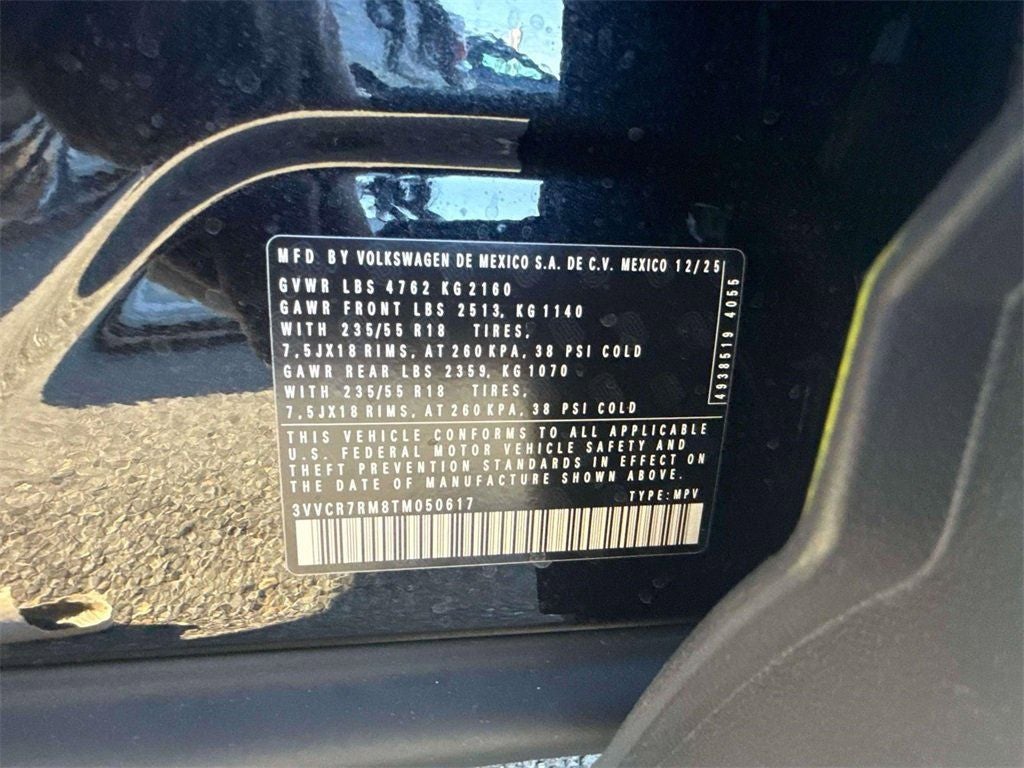 MFD. BY VOLKSWAGEN DE MEXICO S.A. DE C.V. MEXICO 12/25
GVWR LBS 4762 KG 2160
GAWR FRONT LBS 2513, KG 1140
WITH 235/55 R18 TIRES,
7,5JX18 RIMS, AT 260 KPA, 38 PSI COLD
GAWR REAR LBS 2359, KG 1070
WITH 235/55 R18 TIRES,
7,5JX18 RIMS, AT 260 KPA, 38 PSI COLD
4938519 4055
THIS VEHICLE CONFORMS TO ALL APPLICABLE
U.S. FEDERAL MOTOR VEHICLE SAFETY AND
THEFT PREVENTION STANDARDS IN EFFECT ON
THE DATE OF MANUFACTURE SHOWN ABOVE.
3VVCR7RM8TM050617 TYPE: MPV